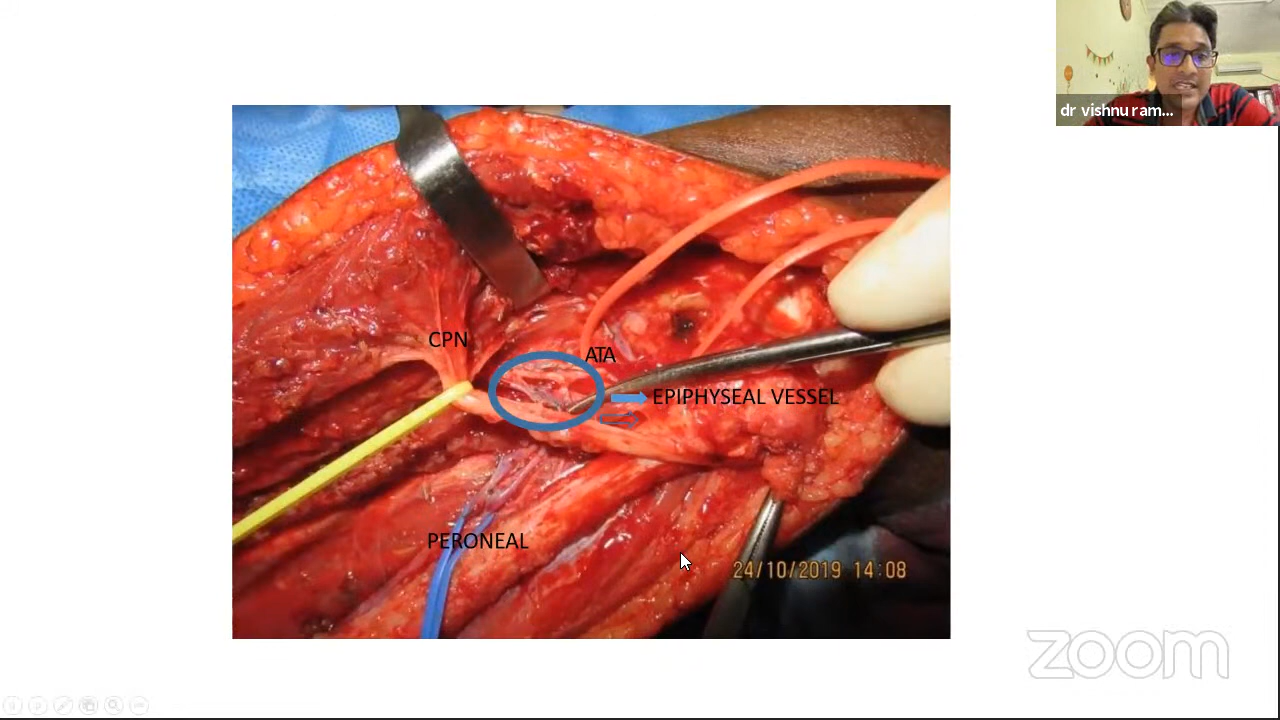 dr vishnu ram...
CPN
ATA
EPIPHYSEAL VESSEL
PERONEAL
24/10/2019 14:08
zoom